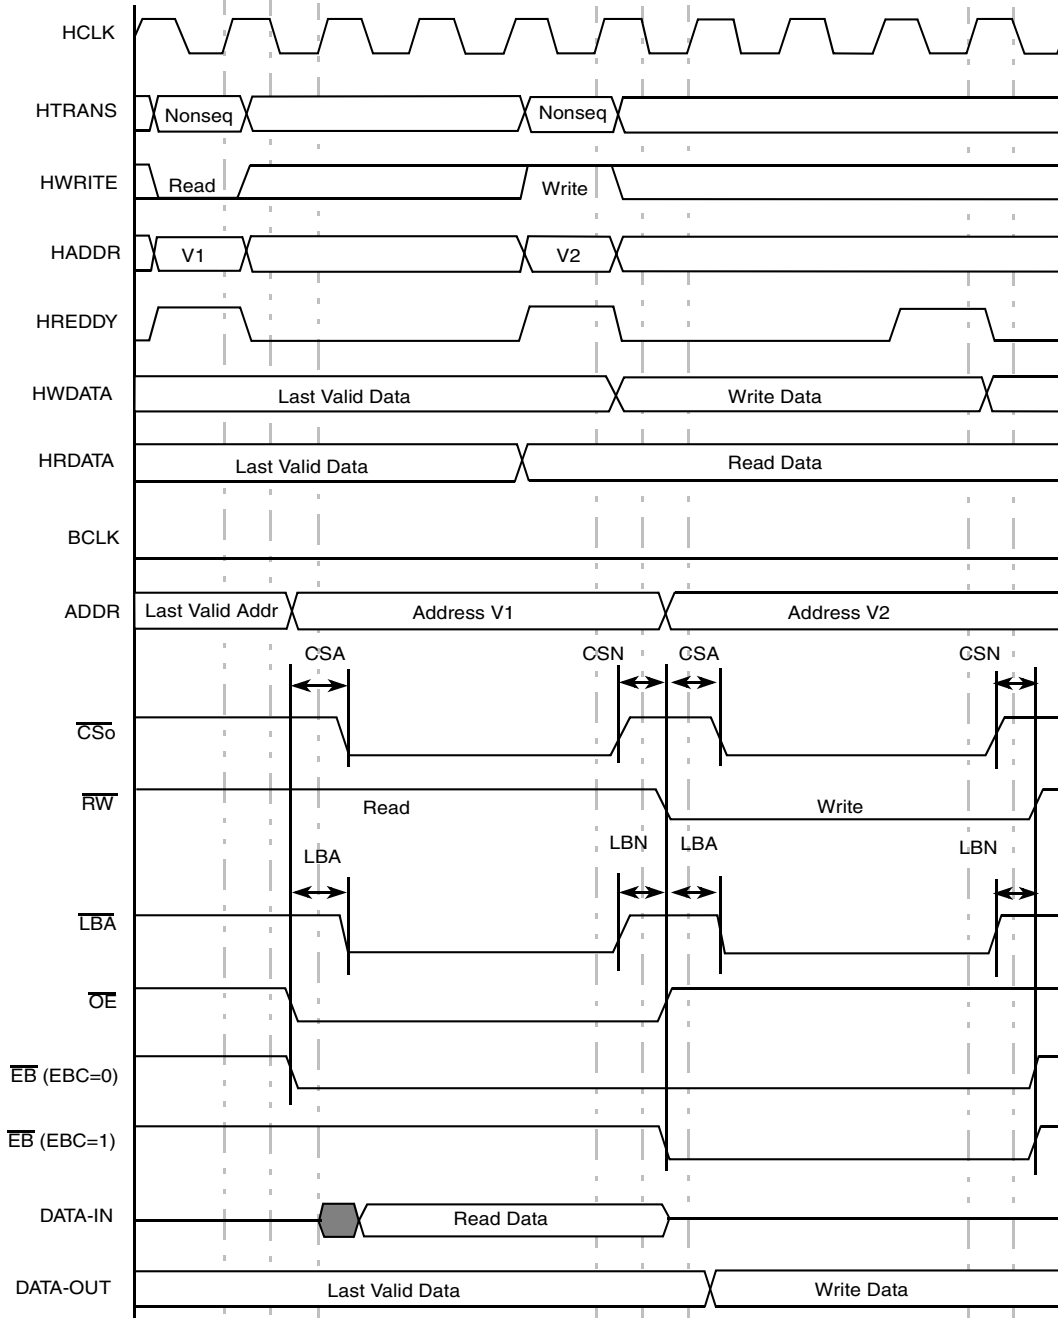 HCLK
HTRANS Nonseq Nonseq
HWRITE Read Write
HADDR V1 V2
HREDDY
HWDATA Last Valid Data Write Data
HRDATA Last Valid Data Read Data
BCLK
ADDR Last Valid Addr Address V1 Address V2
CSA CSN CSA CSN
CSo
RW Read Write
LBA LBN LBA LBN
LBA
OE
EB (EBC=0)
EB (EBC=1)
DATA-IN Read Data
DATA-OUT Last Valid Data Write Data